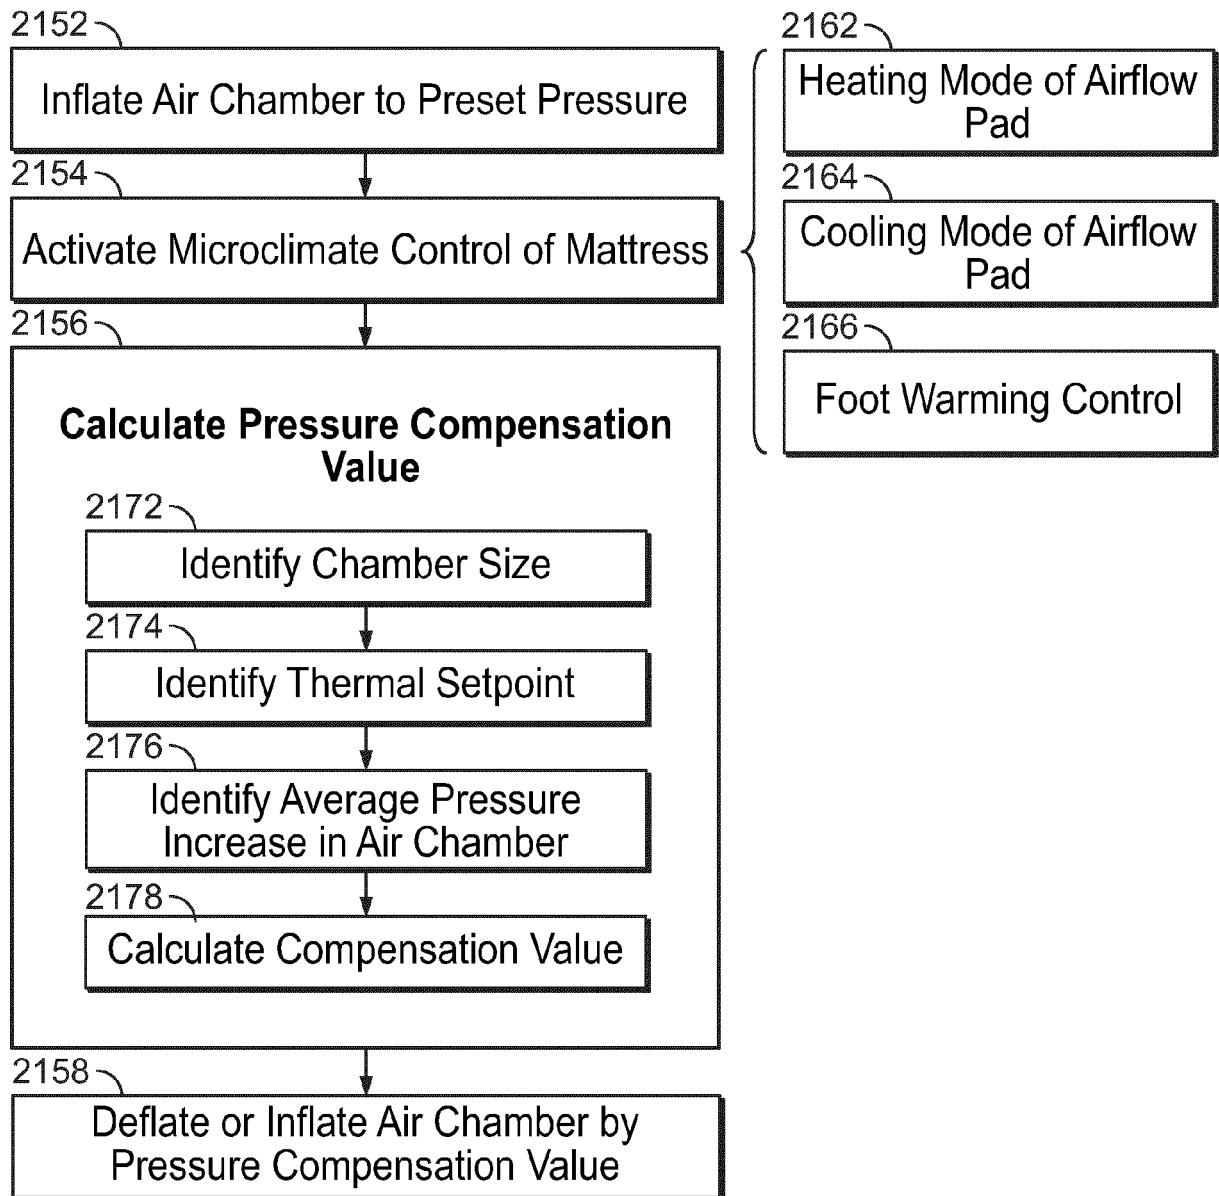 2152
Inflate Air Chamber to Preset Pressure
2154
Activate Microclimate Control of Mattress
2162
Heating Mode of Airflow
Pad
2164
Cooling Mode of Airflow
Pad
2166
Foot Warming Control
2156
Calculate Pressure Compensation
Value
2172
Identify Chamber Size
2174
Identify Thermal Setpoint
2176
Identify Average Pressure
Increase in Air Chamber
2178
Calculate Compensation Value
2158
Deflate or Inflate Air Chamber by
Pressure Compensation Value